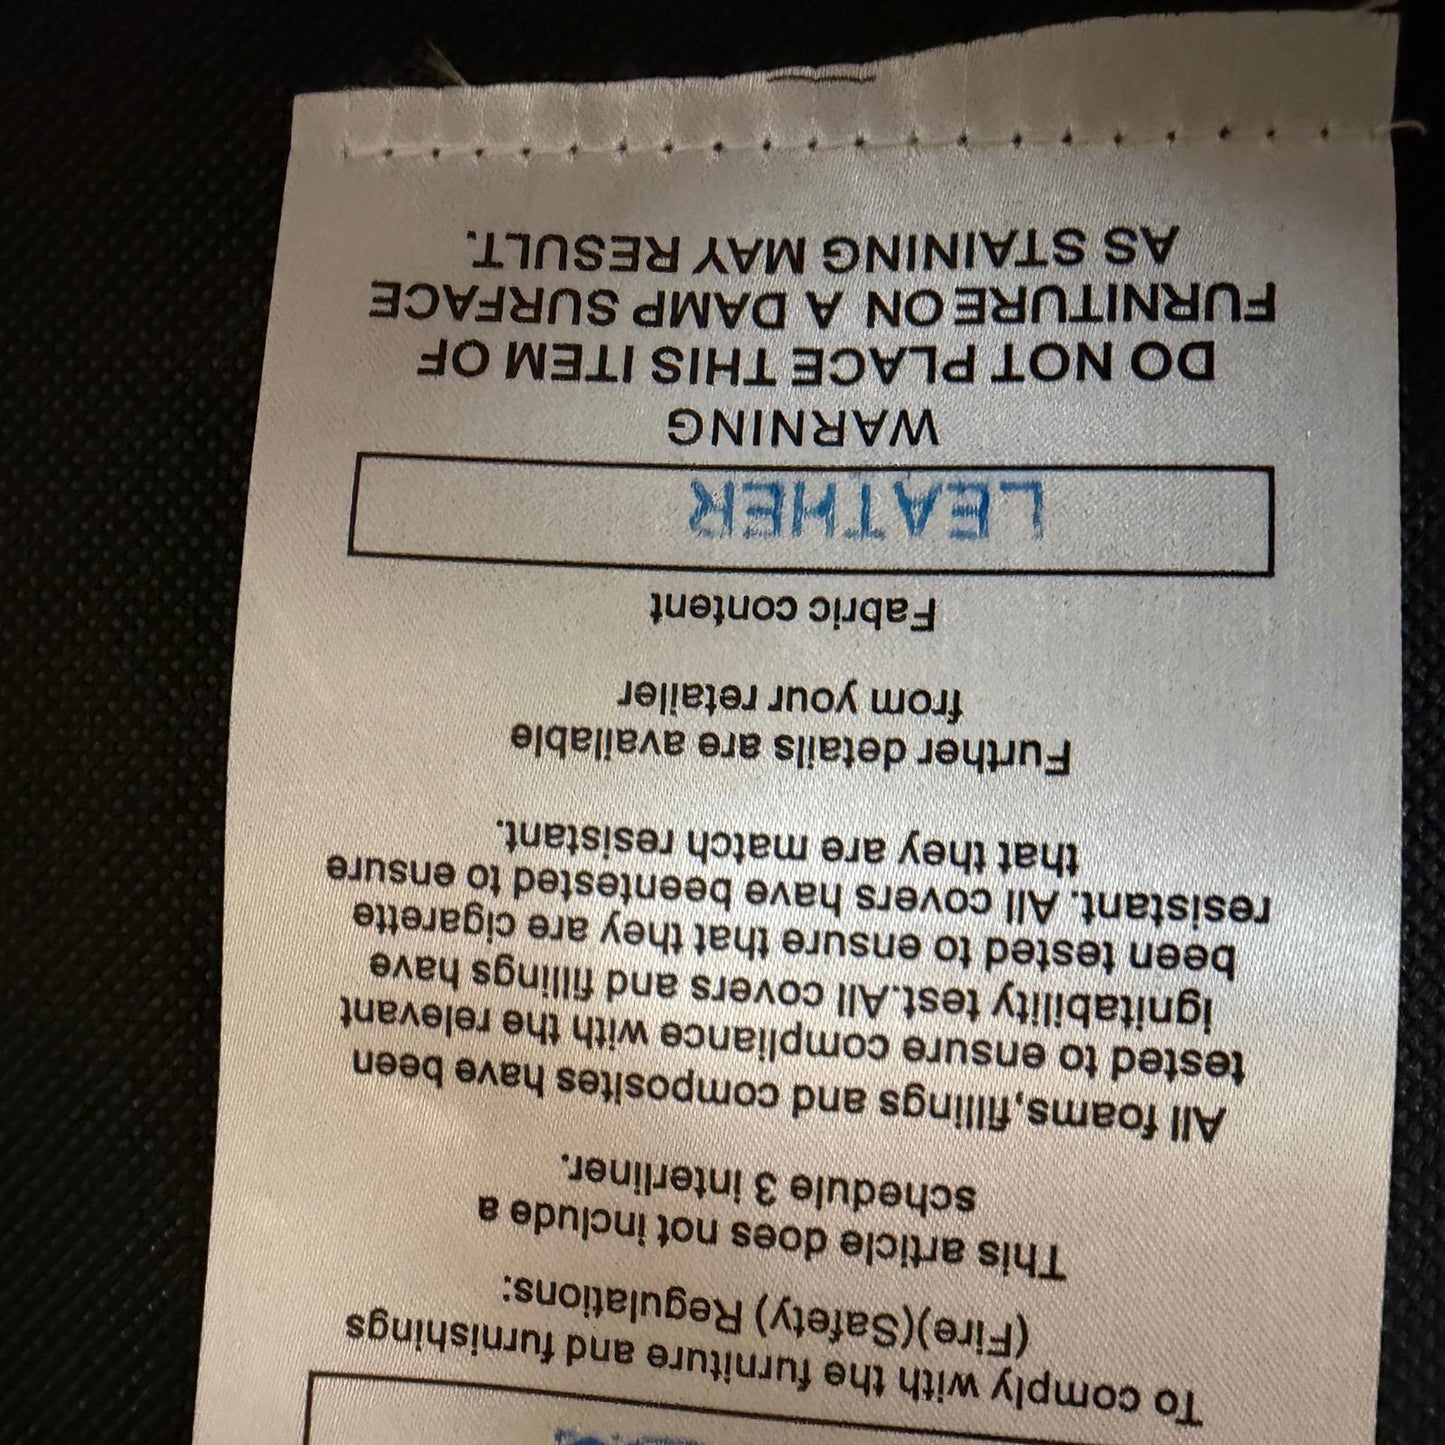 To comply with the furniture and furnishings
(Fire)(Safety) Regulations:
This article does not include a
schedule 3 interliner.
All foams,fillings and composites have been
tested to ensure compliance with the relevant
ignitability test.All covers and fillings have
been tested to ensure that they are cigarette
resistant. All covers have beentested to ensure
that they are match resistant.
Further details are available
from your retailer
Fabric content
LEATHER
WARNING
DO NOT PLACE THIS ITEM OF
FURNITURE ON A DAMP SURFACE
AS STAINING MAY RESULT.